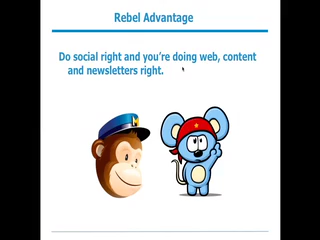 Rebel Advantage
Do social right and you're doing web, content
and newsletters right.